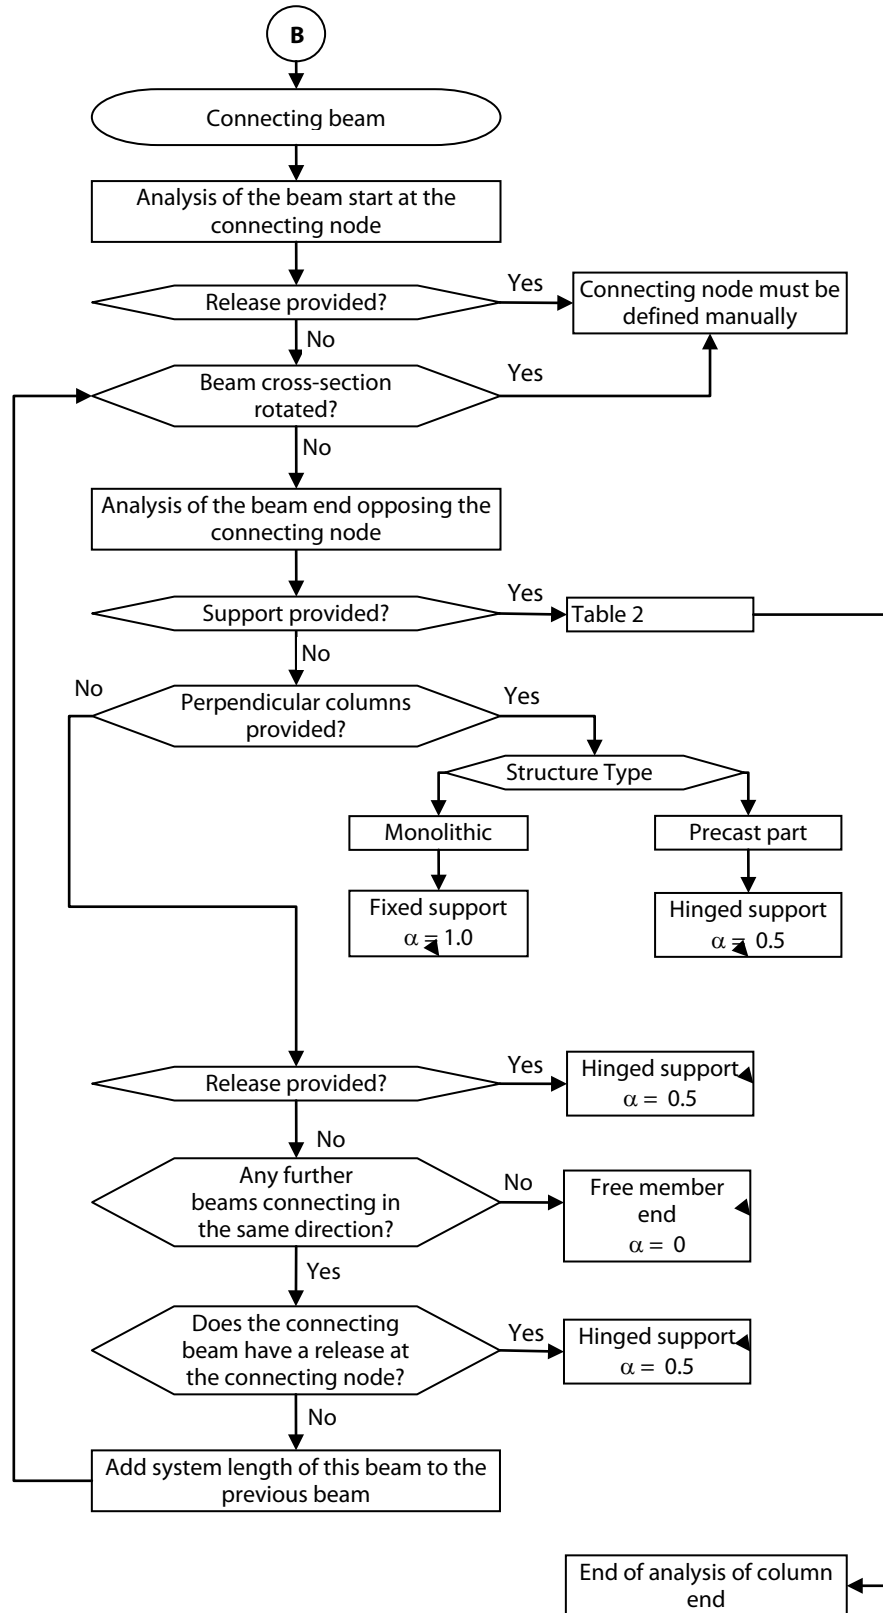 B
Connecting beam
Analysis of the beam start at the
connecting node
Release provided?
Yes
Connecting node must be
defined manually
No
Beam cross-section
rotated?
Yes
No
Analysis of the beam end opposing the
connecting node
Support provided?
Yes
Table 2
No
No
Perpendicular columns
provided?
Yes
Structure Type
Monolithic
Precast part
Fixed support
α = 1.0
Hinged support
α = 0.5
Release provided?
Yes
Hinged support
α = 0.5
No
Any further
beams connecting in
the same direction?
No
Free member
end
α = 0
Yes
Does the connecting
beam have a release at
the connecting node?
Yes
Hinged support
α = 0.5
No
Add system length of this beam to the
previous beam
End of analysis of column
end